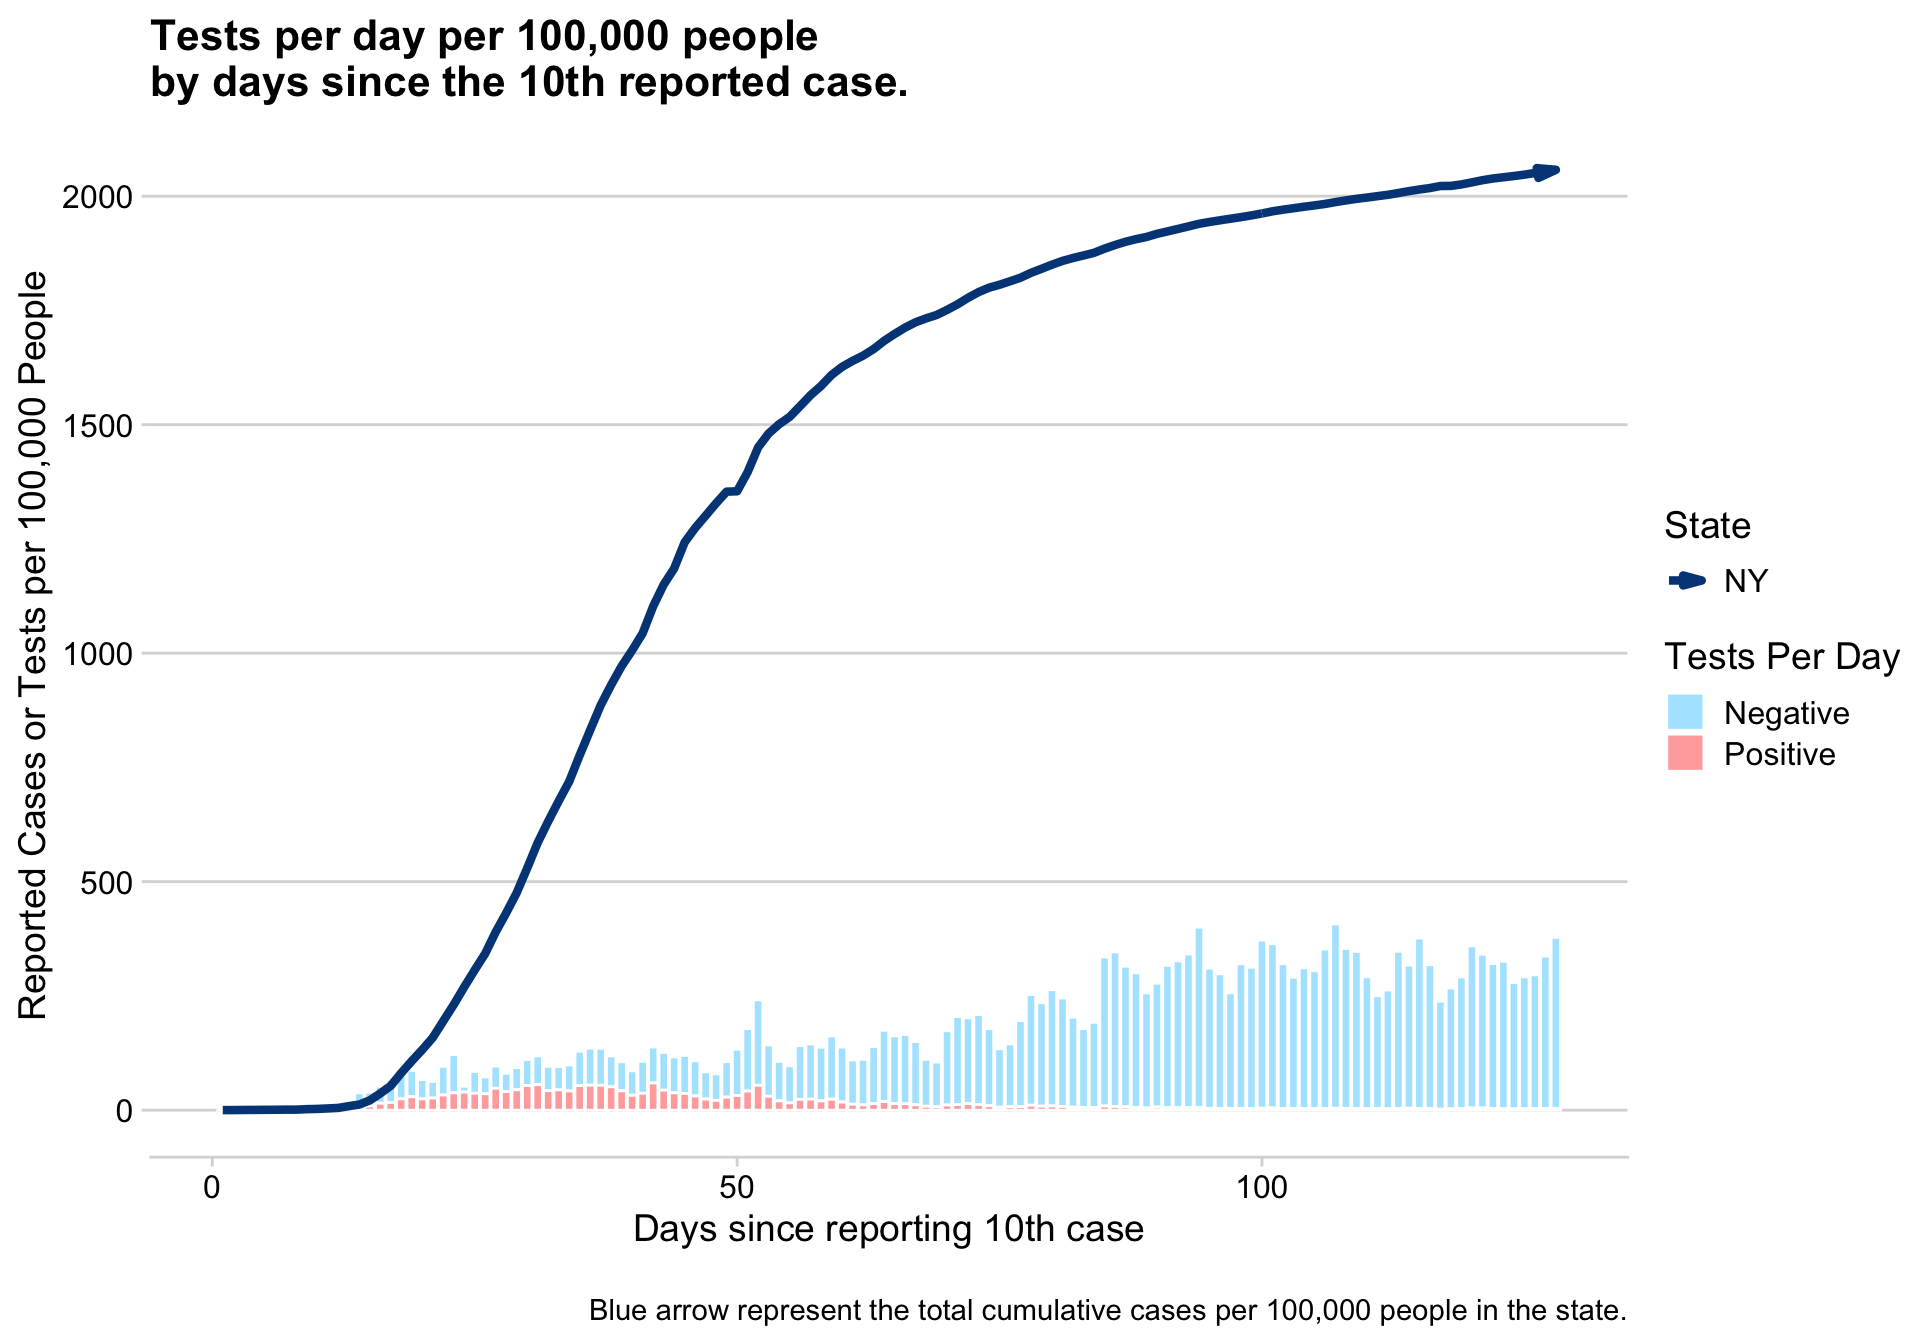 Tests per day per 100,000 people
by days since the 10th reported case.
Reported Cases or Tests per 100,000 People
2000
1500
1000
500
0
0
50
100
Days since reporting 10th case
State
NY
Tests Per Day
Negative
Positive
Blue arrow represent the total cumulative cases per 100,000 people in the state.